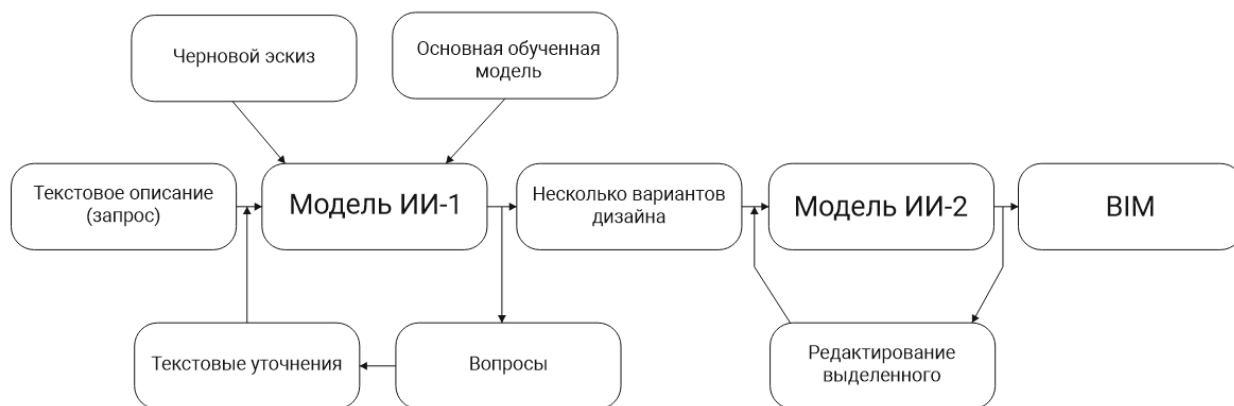 Черновой эскиз
Основная обученная
модель
Текстовое описание
(запрос)
Модель ИИ-1
Несколько вариантов
дизайна
Модель ИИ-2
BIM
Текстовые уточнения
Вопросы
Редактирование
выделенного